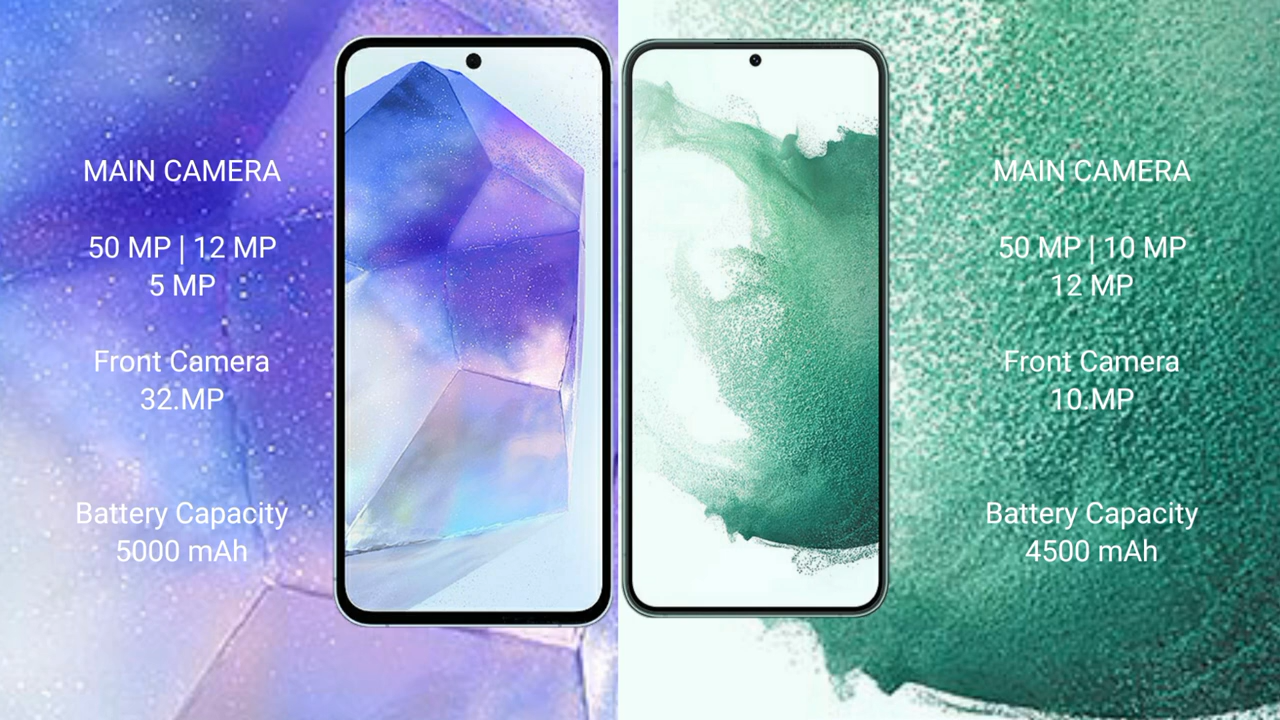 MAIN CAMERA
50 MP | 12 MP
5 MP
Front Camera
32.MP
Battery Capacity
5000 mAh
MAIN CAMERA
50 MP | 10 MP
12 MP
Front Camera
10.MP
Battery Capacity
4500 mAh